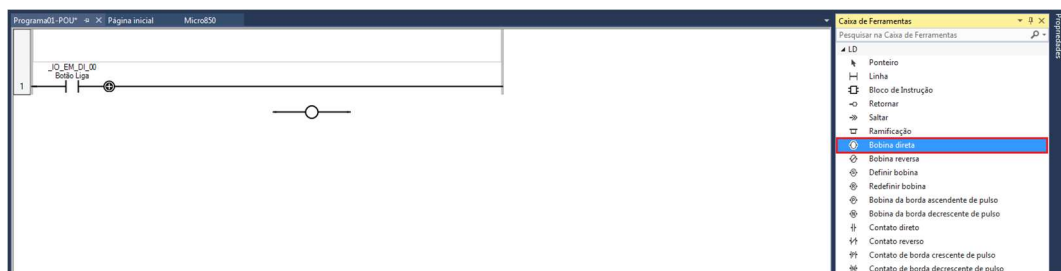 Programa01-POU* Página inicial Micro850
_IO_EM_DI_00
Botão Liga
1
Caixa de Ferramentas
Pesquisar na Caixa de Ferramentas
LD
Ponteiro
Linha
Bloco de Instrução
Retornar
Saltar
Ramificação
Bobina direta
Bobina reversa
Definir bobina
Redefinir bobina
Bobina da borda ascendente de pulso
Bobina da borda decrescente de pulso
Contato direto
Contato reverso
Contato de borda crescente de pulso
Contato de borda decrescente de pulso
Propriedades